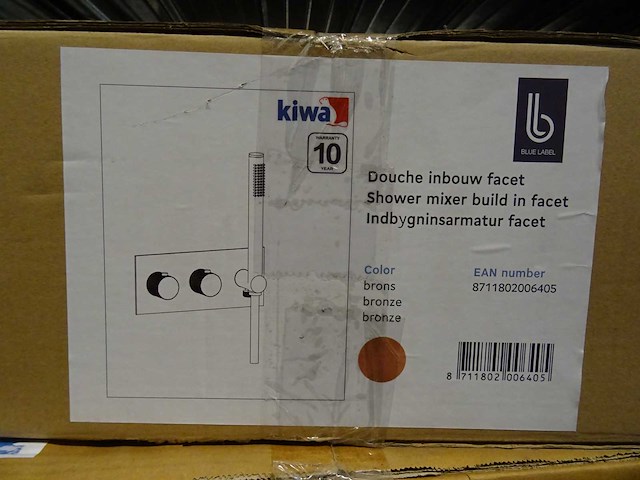 kiwa
WARRANTY
10
YEAR
BLUE LABEL
Douche inbouw facet
Shower mixer build in facet
Indbygninsarmatur facet
Color
brons
bronze
bronze
EAN number
8711802006405
8 711802 006405